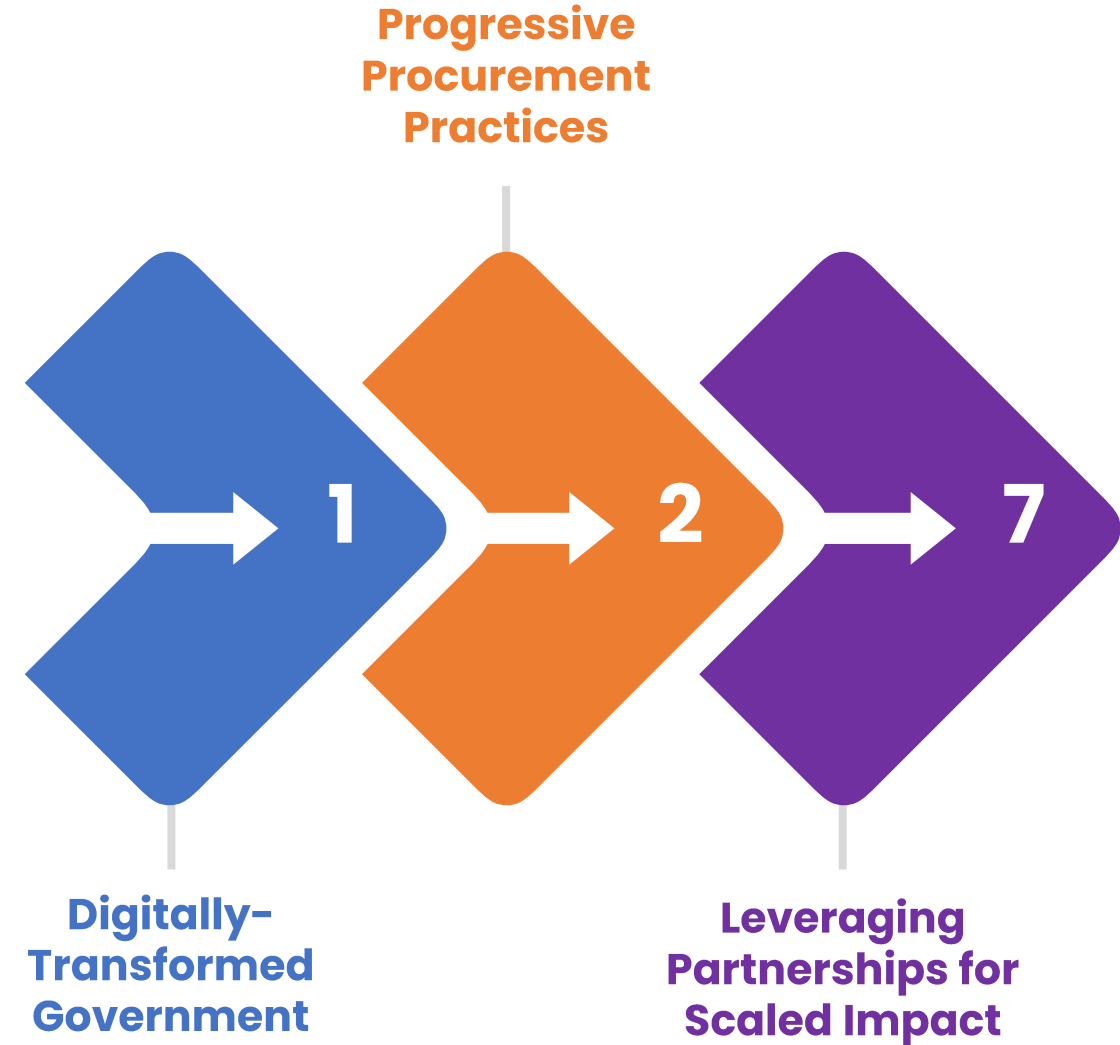 Progressive
Procurement
Practices
1
2
7
Digitally-
Transformed
Government
Leveraging
Partnerships for
Scaled Impact